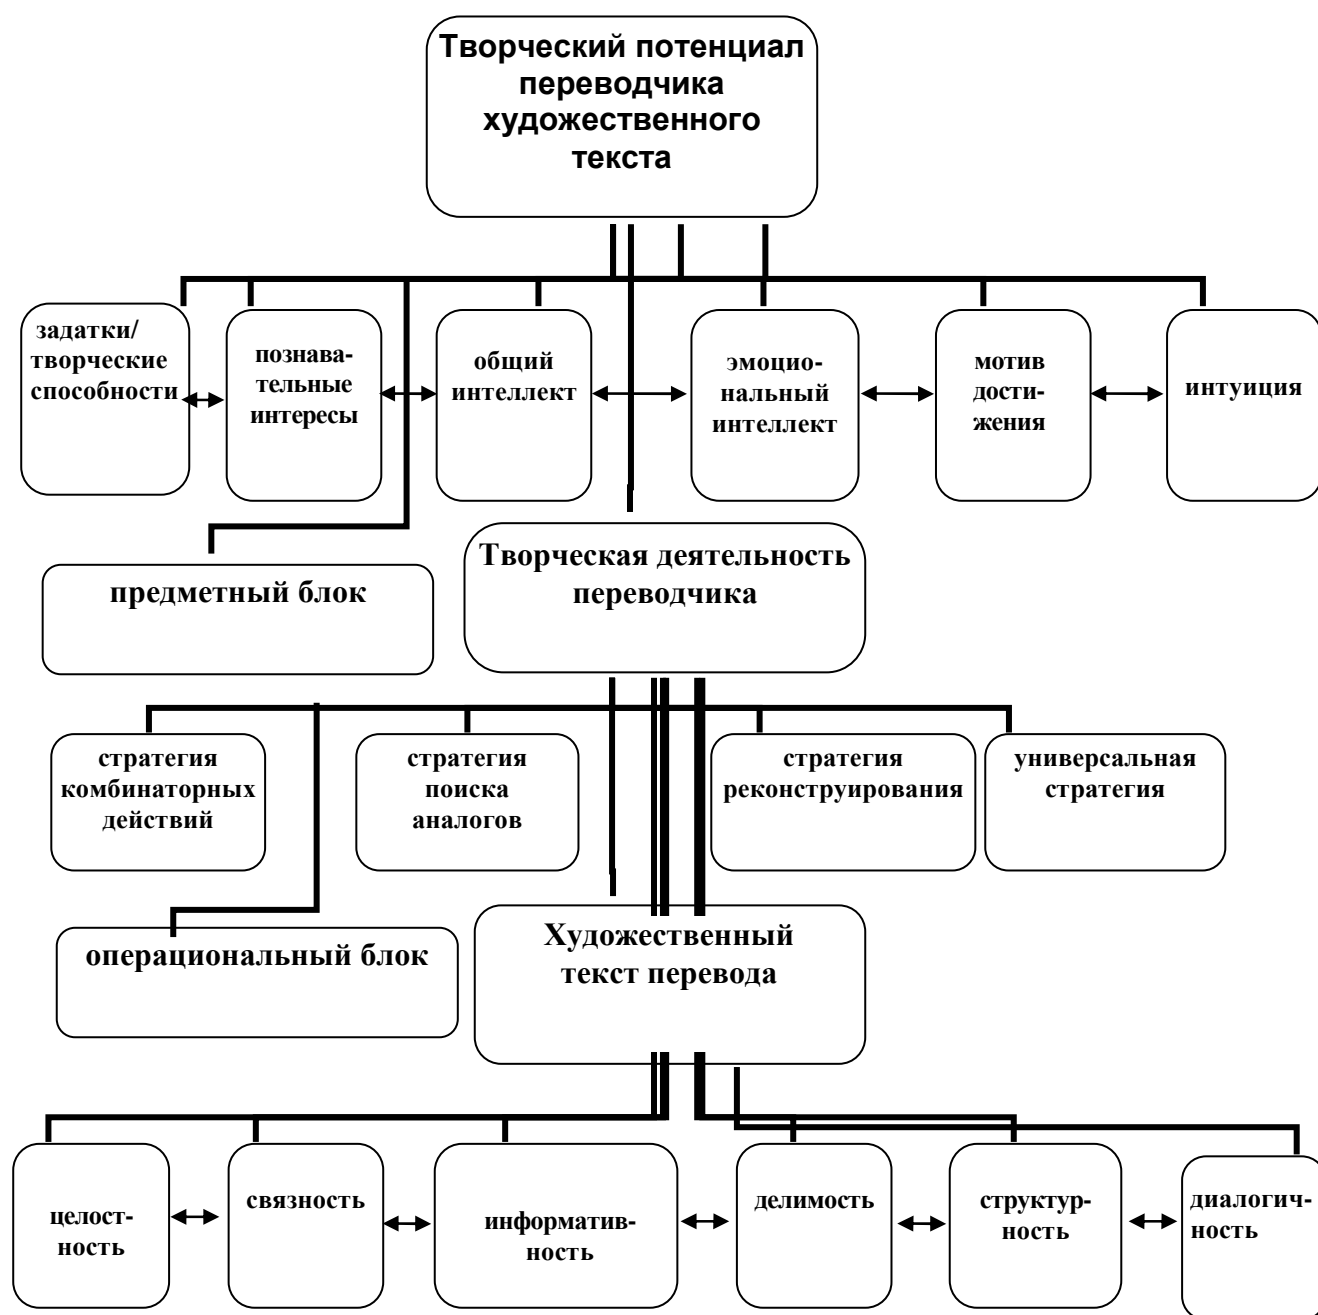 Творческий потенциал
переводчика
художественного
текста
задатки/
творческие
способности
познава-
тельные
интересы
общий
интеллект
эмоцио-
нальный
интеллект
мотив
дости-
жения
интуиция
предметный блок
Творческая деятельность
переводчика
стратегия
комбинаторных
действий
стратегия
поиска
аналогов
стратегия
реконструирования
универсальная
стратегия
операциональный блок
Художественный
текст перевода
целост-
ность
связность
информатив-
ность
делимость
структур-
ность
диалогич-
ность